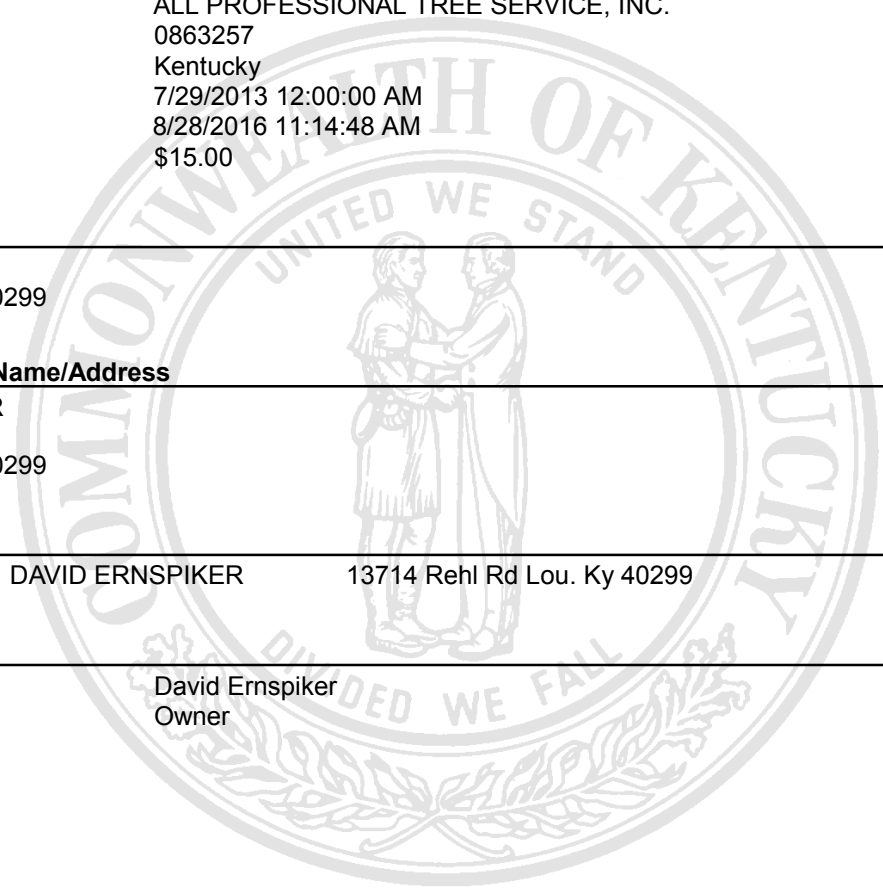 ALL PROFESSIONAL TREE SERVICE, INC.
0863257
Kentucky
7/29/2013 12:00:00 AM
8/28/2016 11:14:48 AM
$15.00
COMMONWEALTH OF KENTUCKY
UNITED WE STAND
0299
Name/Address
R
0299
DAVID ERNSPIKER 13714 Rehl Rd Lou. Ky 40299
DIVIDED WE FALL
David Ernspiker
Owner